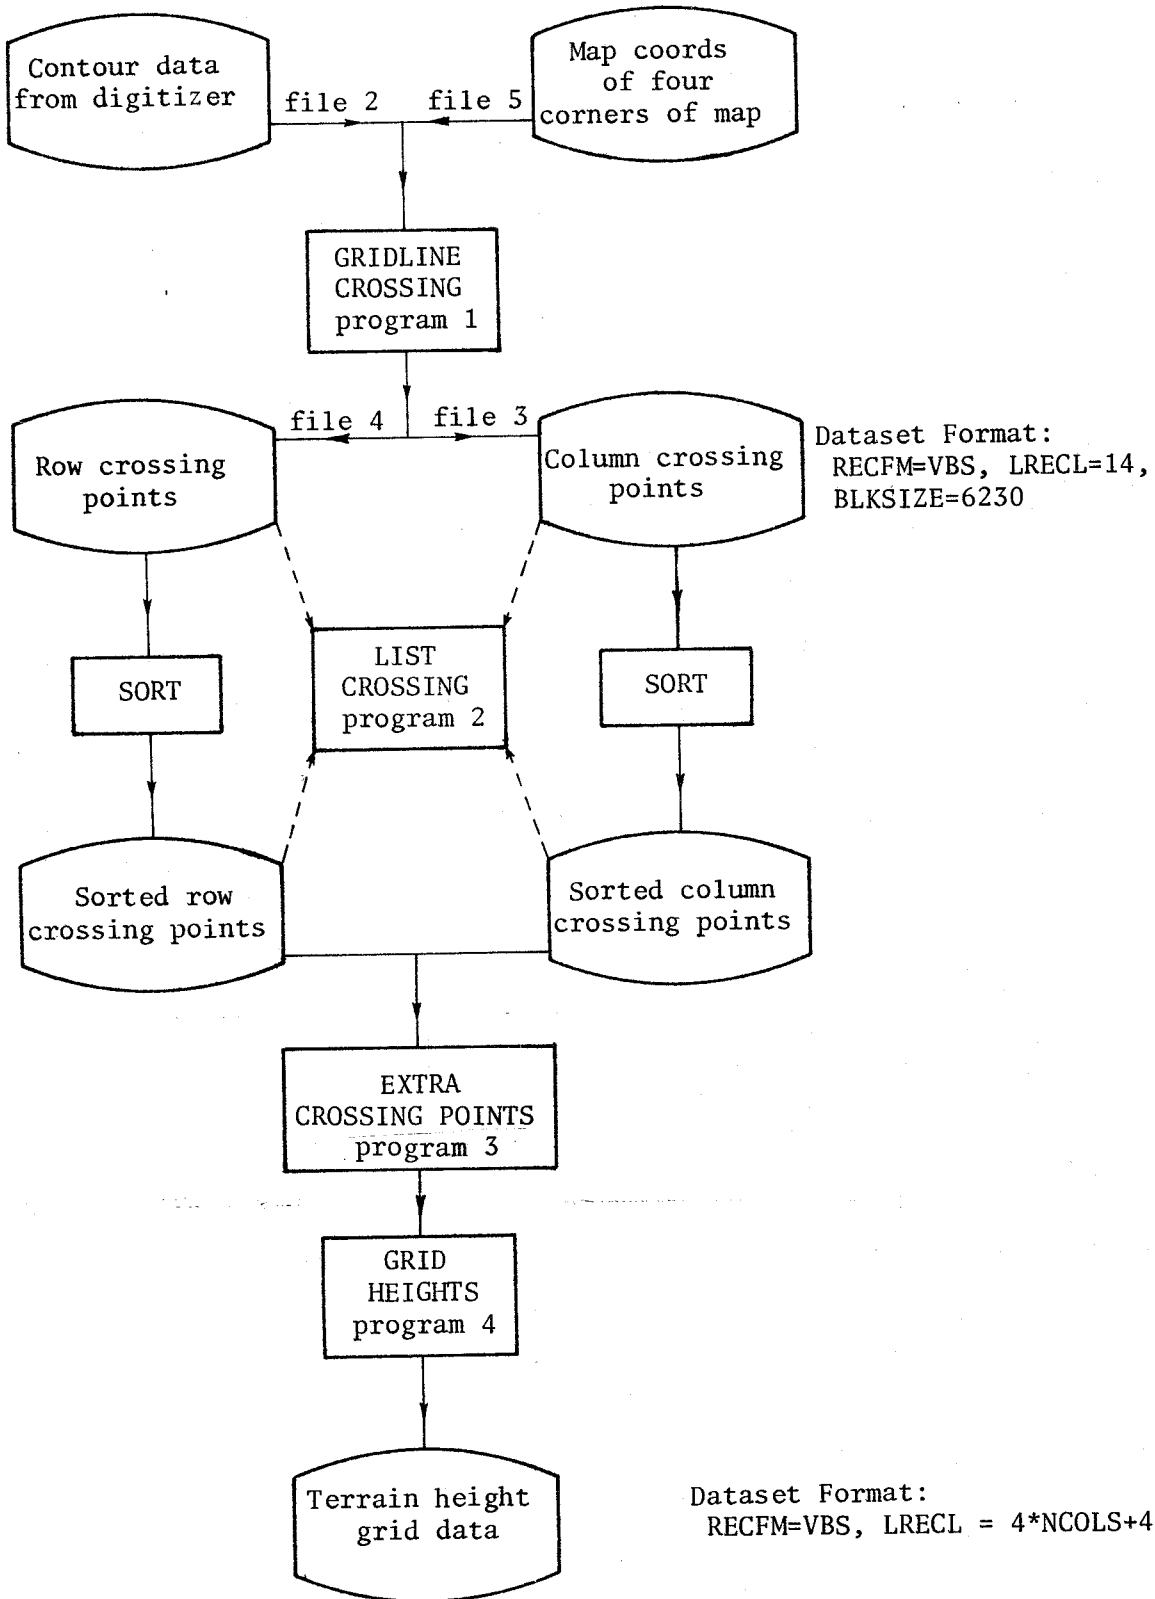 Contour data
from digitizer
file 2
file 5
Map coords
of four
corners of map
GRIDLINE
CROSSING
program 1
file 4
file 3
Row crossing
points
Column crossing
points
Dataset Format:
RECFM=VBS, LRECL=14,
BLKSIZE=6230
SORT
LIST
CROSSING
program 2
SORT
Sorted row
crossing points
Sorted column
crossing points
EXTRA
CROSSING POINTS
program 3
GRID
HEIGHTS
program 4
Terrain height
grid data
Dataset Format:
RECFM=VBS, LRECL = 4*NCOLS+4